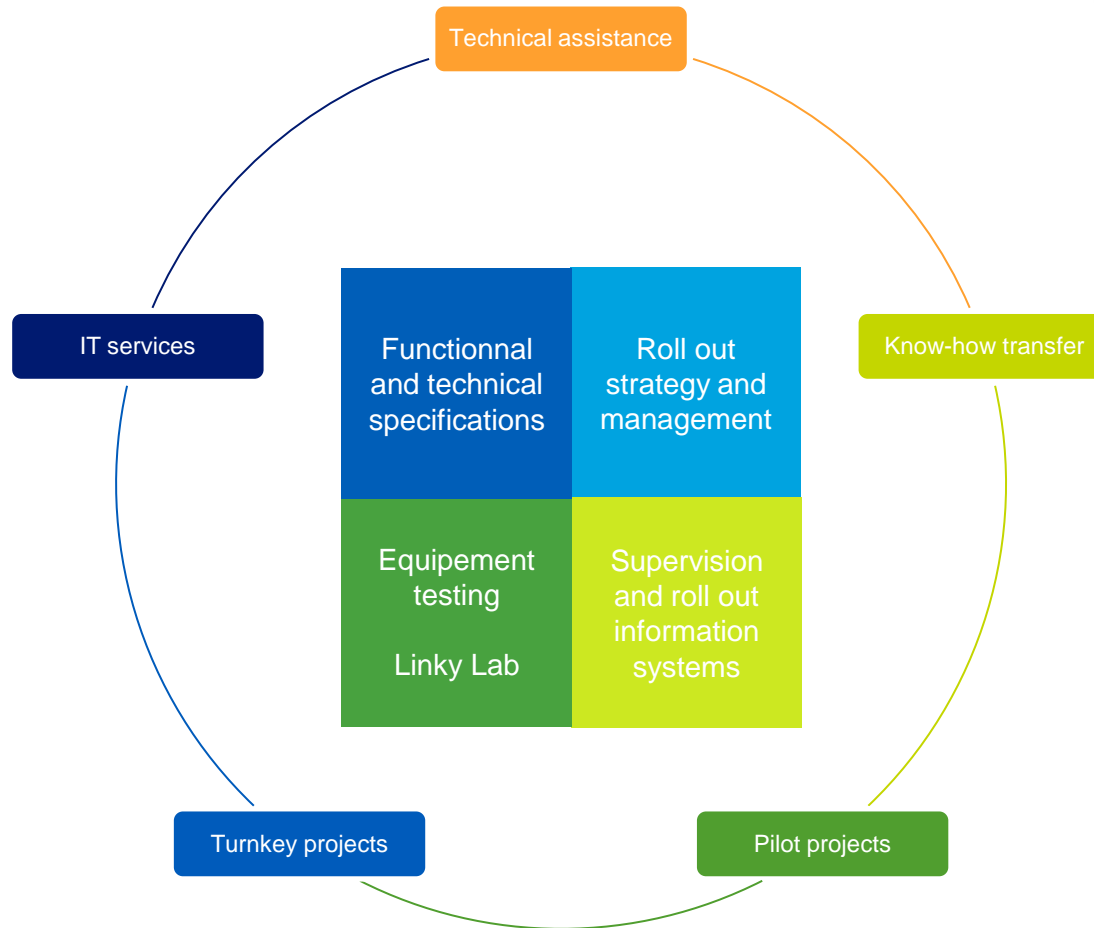 Technical assistance
IT services
Know-how transfer
Functionnal
and technical
specifications
Roll out
strategy and
management
Equipement
testing
Linky Lab
Supervision
and roll out
information
systems
Turnkey projects
Pilot projects